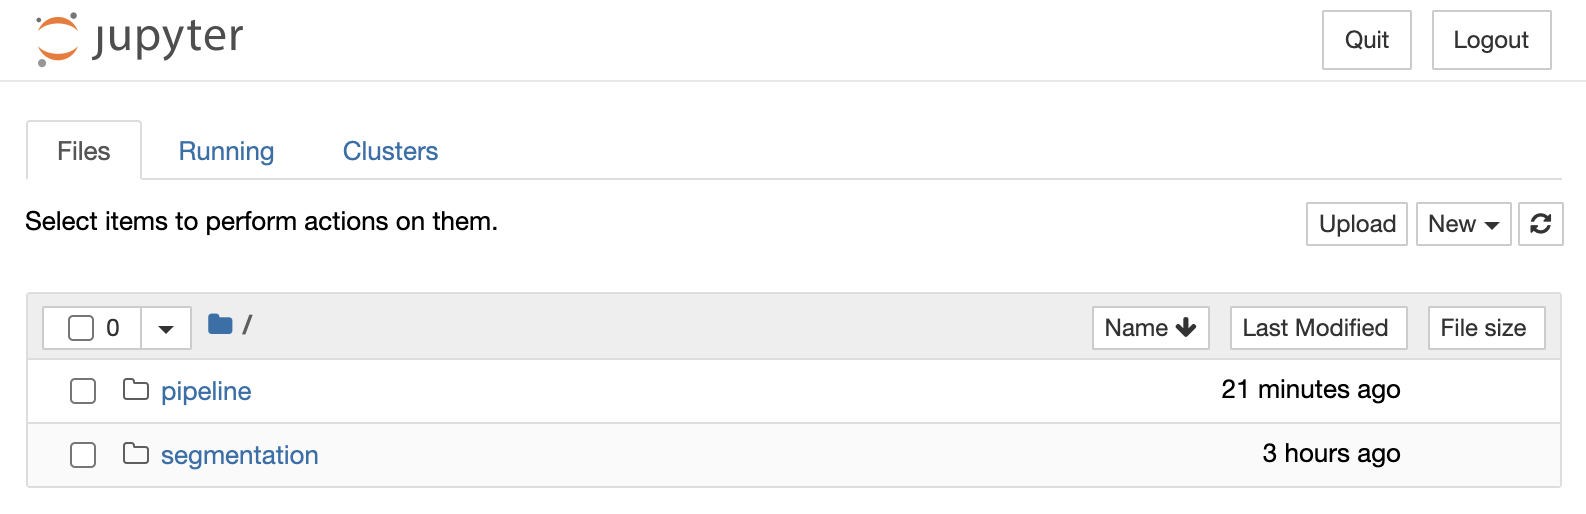 jupyter
Quit Logout
Files Running Clusters
Select items to perform actions on them.
Upload New
0 / Name Last Modified File size
pipeline 21 minutes ago
segmentation 3 hours ago